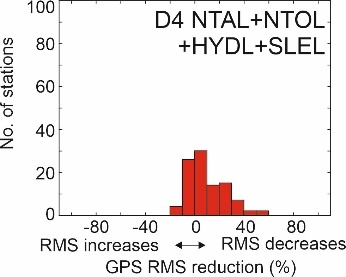 100
80
60
40
20
0
No. of stations
D4 NTAL+NTOL
+HYDL+SLEL
-80 -40 0 40 80
RMS increases RMS decreases
GPS RMS reduction (%)